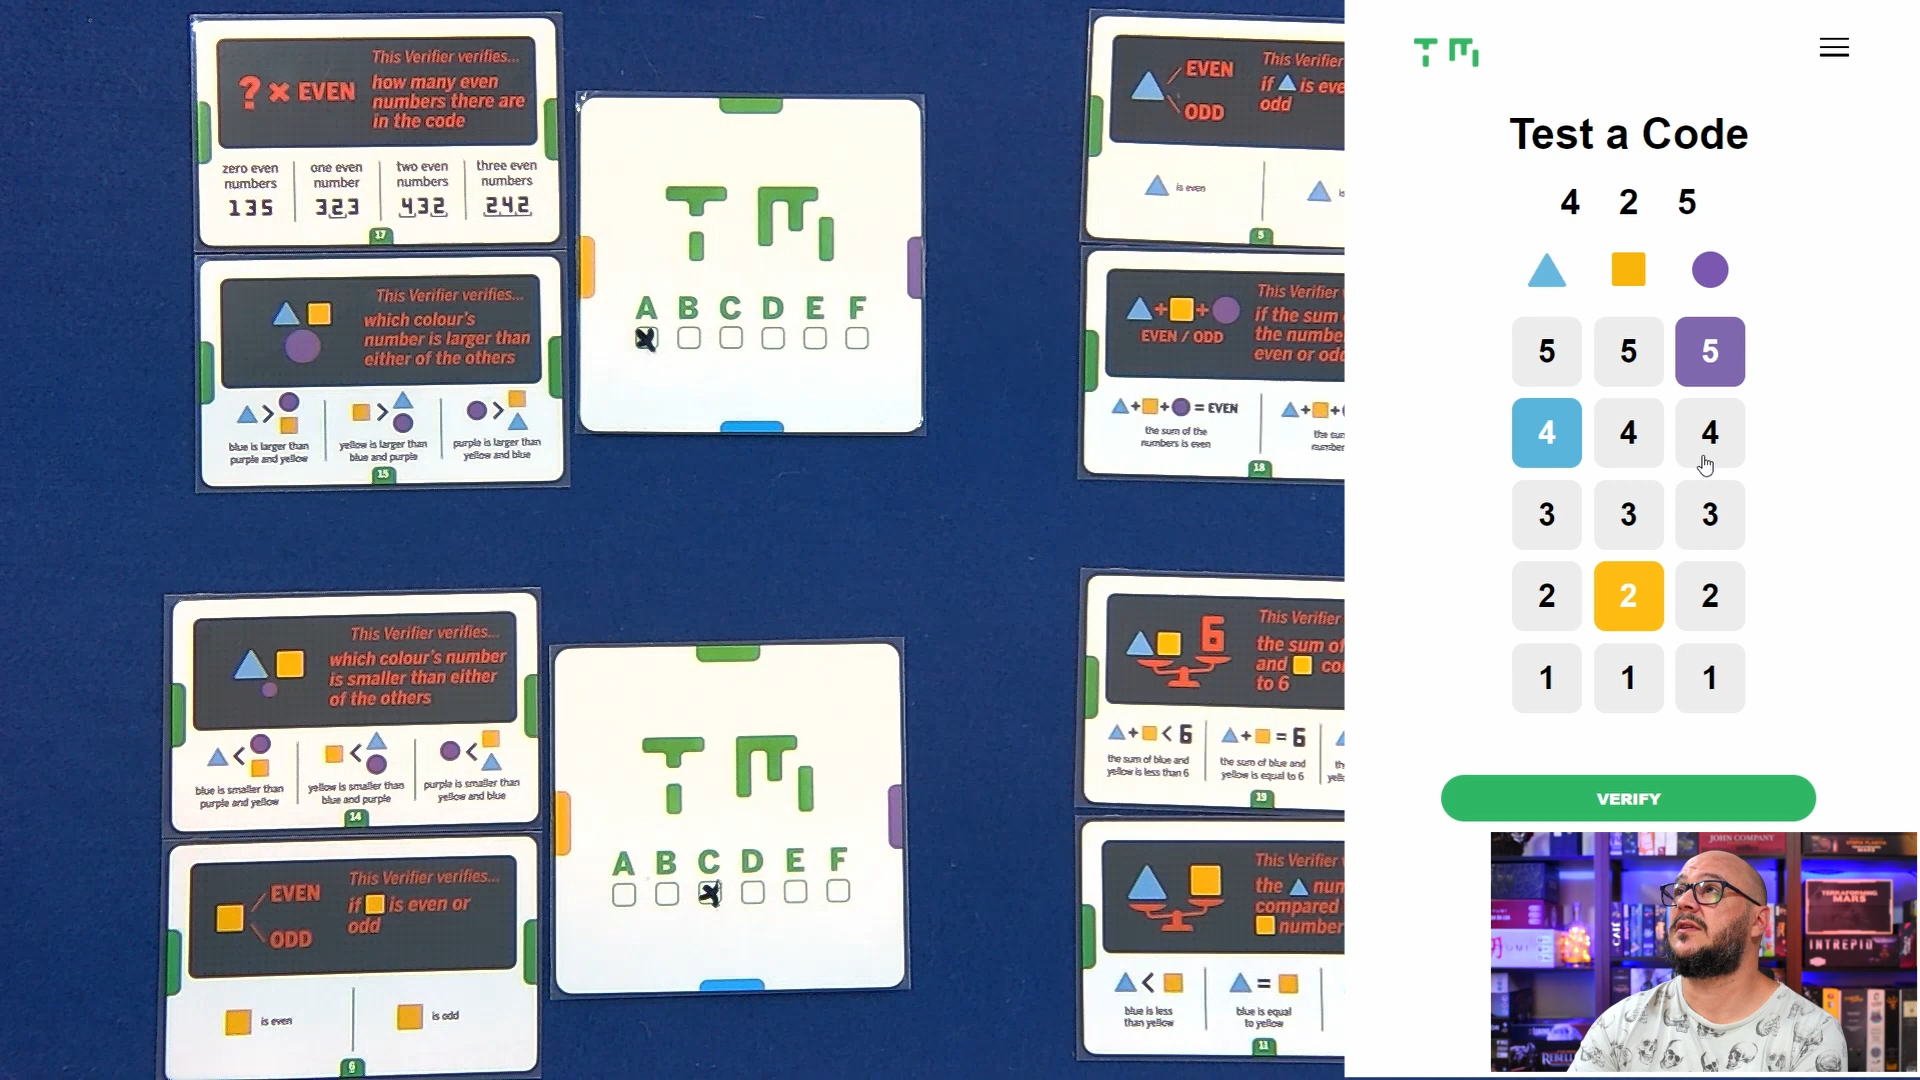 This Verifier verifies...
? × EVEN
how many even
numbers there are
in the code
zero even
numbers
135
one even
number
323
two even
numbers
432
three even
numbers
242
17
This Verifier verifies...
which colour's
number is larger than
either of the others
>
blue is larger than
purple and yellow
>
yellow is larger than
blue and purple
>
purple is larger than
yellow and blue
15
A B C D E F
This Verifier
EVEN
ODD
if is eve
odd
is even
5
This Verifier
+ +
EVEN / ODD
if the sum
the numbe
even or odd
+ + = EVEN
the sum of the
numbers is even
+ +
the sum
number
18
This Verifier verifies...
which colour's number
is smaller than either
of the others
<
blue is smaller than
purple and yellow
<
yellow is smaller than
blue and purple
<
purple is smaller than
yellow and blue
14
This Verifier verifies...
EVEN
ODD
if is even or
odd
is even
is odd
6
A B C D E F
This Verifier
6
the sum of
and co
to 6
+ < 6
the sum of blue and
yellow is less than 6
+ = 6
the sum of blue and
yellow is equal to 6
19
This Verifier
the num
compared
number
<
blue is less
than yellow
=
blue is equal
to yellow
11
Test a Code
4 2 5
5 5 5
4 4 4
3 3 3
2 2 2
1 1 1
VERIFY
JOHN COMPANY
TERRAFORMING
MARS
INTREPID